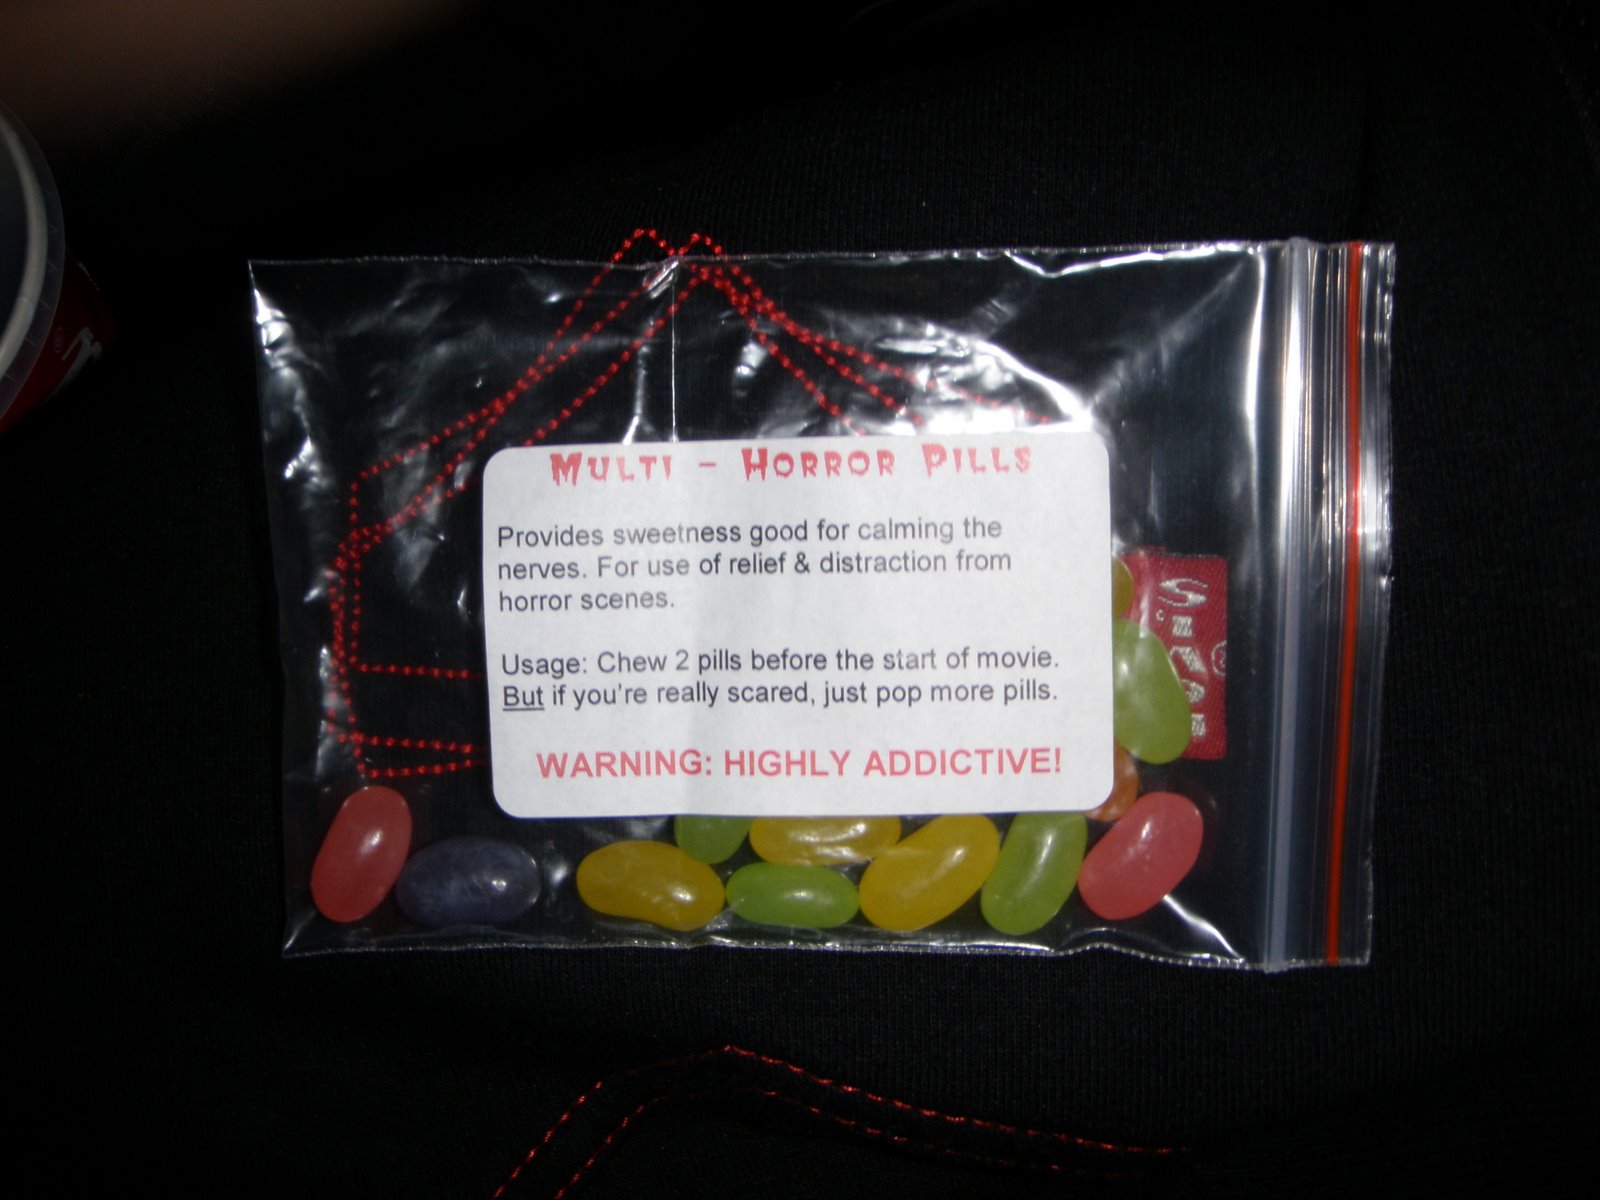 Multi - Horror Pills
Provides sweetness good for calming the
nerves. For use of relief & distraction from
horror scenes.
Usage: Chew 2 pills before the start of movie.
But if you're really scared, just pop more pills.
WARNING: HIGHLY ADDICTIVE!